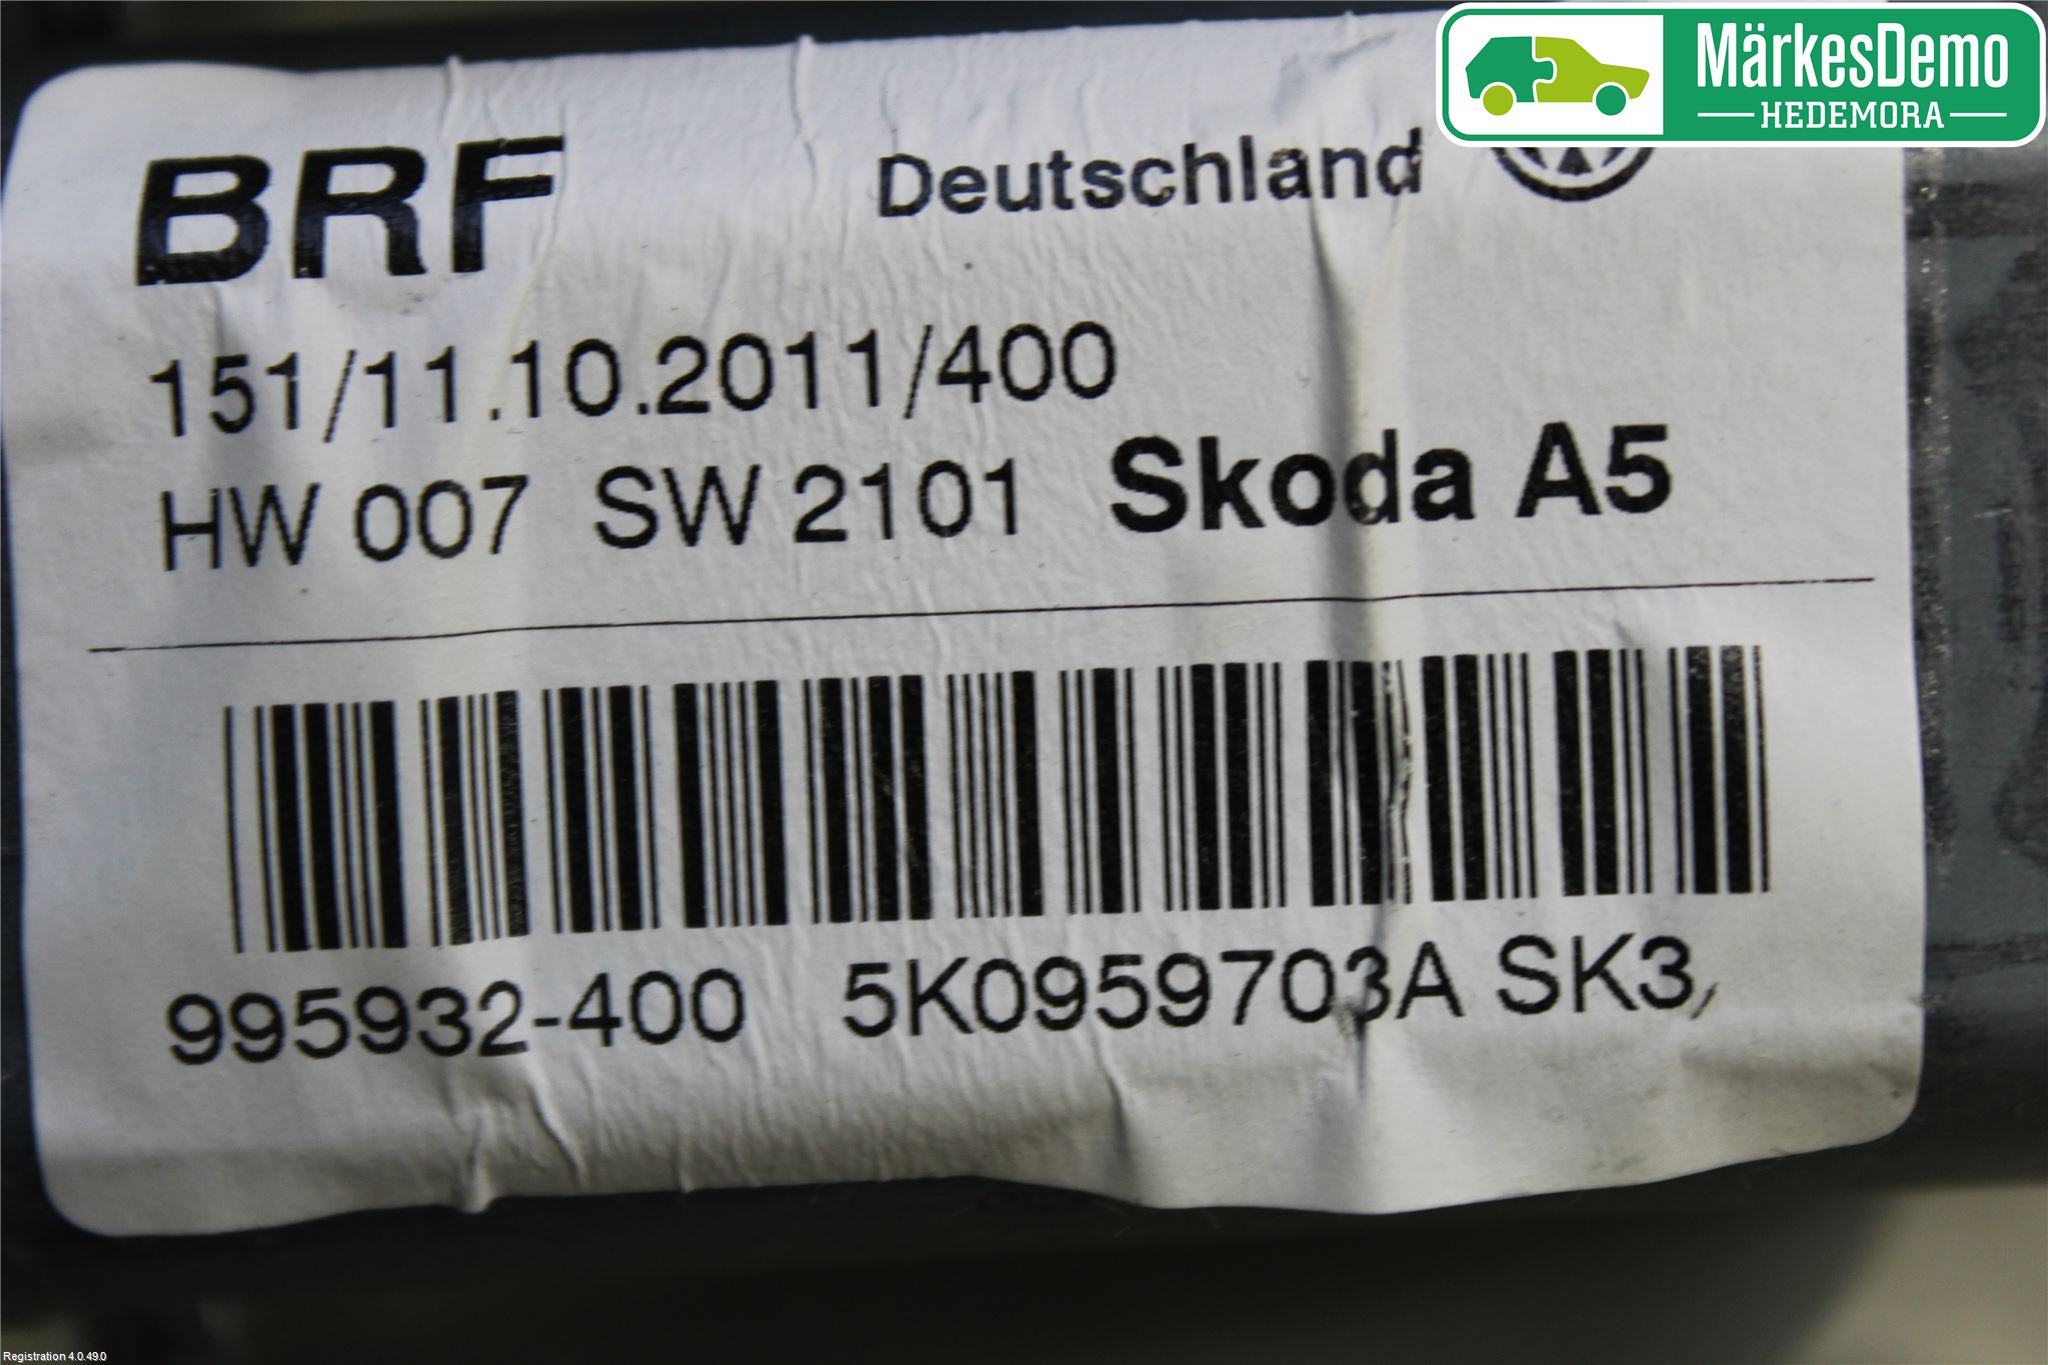 MärkesDemo
HEDEMORA
BRF Deutschland
151/11.10.2011/400
HW 007 SW 2101 Skoda A5
995932-400 5K0959703A SK3,
Registration 4.0.49.0